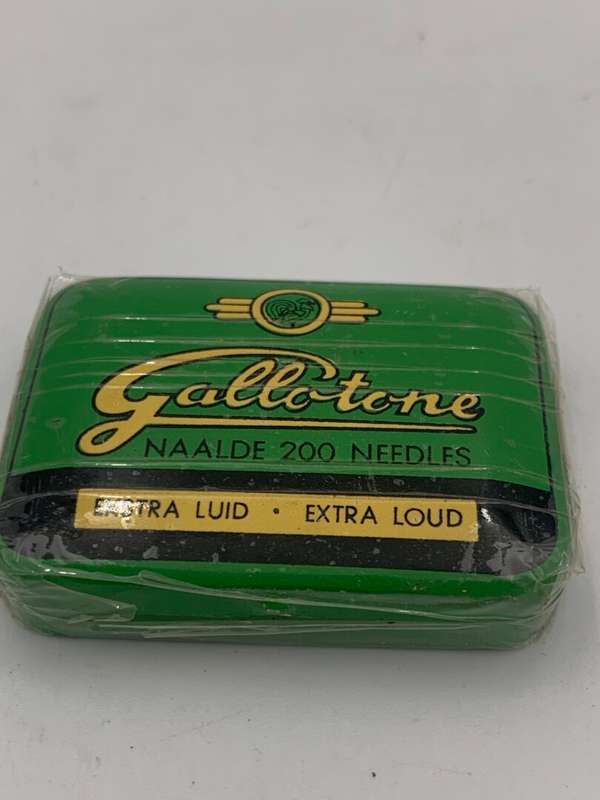 Gallotone
NAALDE 200 NEEDLES
EXTRA LUID · EXTRA LOUD